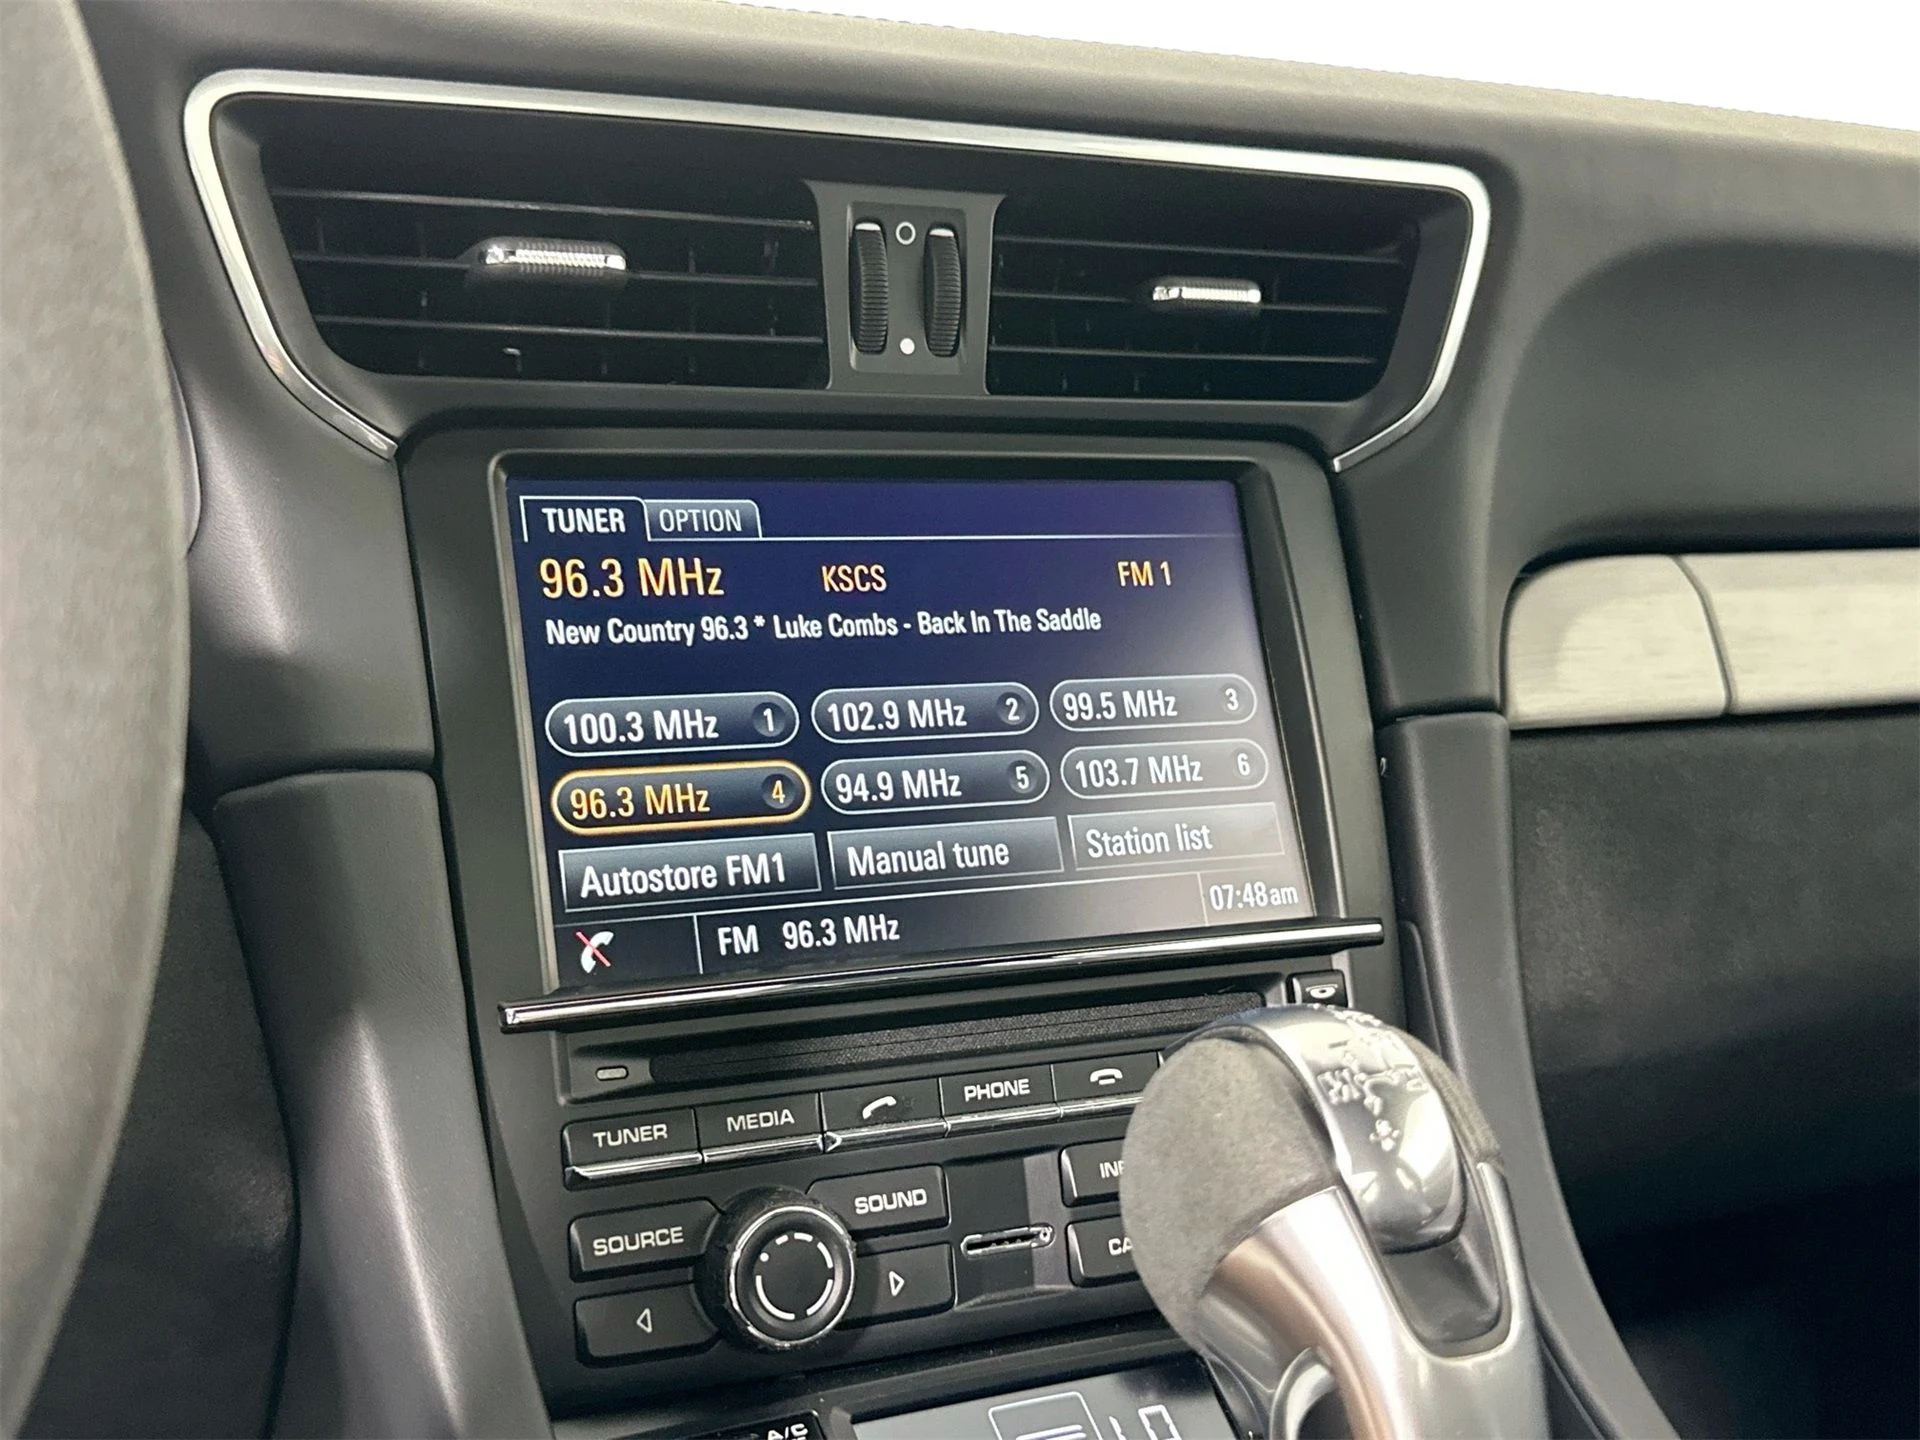 TUNER OPTION
96.3 MHz KSCS FM 1
New Country 96.3 * Luke Combs - Back In The Saddle
100.3 MHz 1 102.9 MHz 2 99.5 MHz 3
96.3 MHz 4 94.9 MHz 5 103.7 MHz 6
Autostore FM1 Manual tune Station list
FM 96.3 MHz 07:48am
TUNER MEDIA PHONE
SOURCE SOUND
A/C